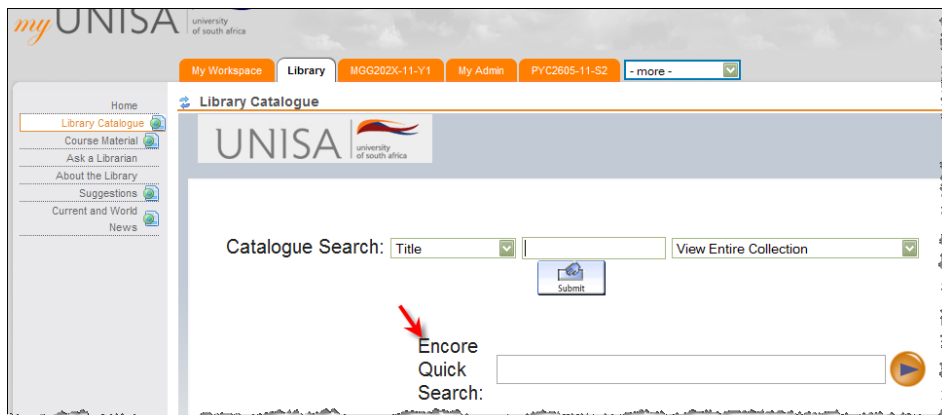 my UNISA university
of south africa
My Workspace Library MGG202X-11-Y1 My Admin PYC2605-11-S2 - more -
Home
Library Catalogue
Course Material
Ask a Librarian
About the Library
Suggestions
Current and World
News
Library Catalogue
UNISA university
of south africa
Catalogue Search: Title View Entire Collection
Submit
Encore
Quick
Search: